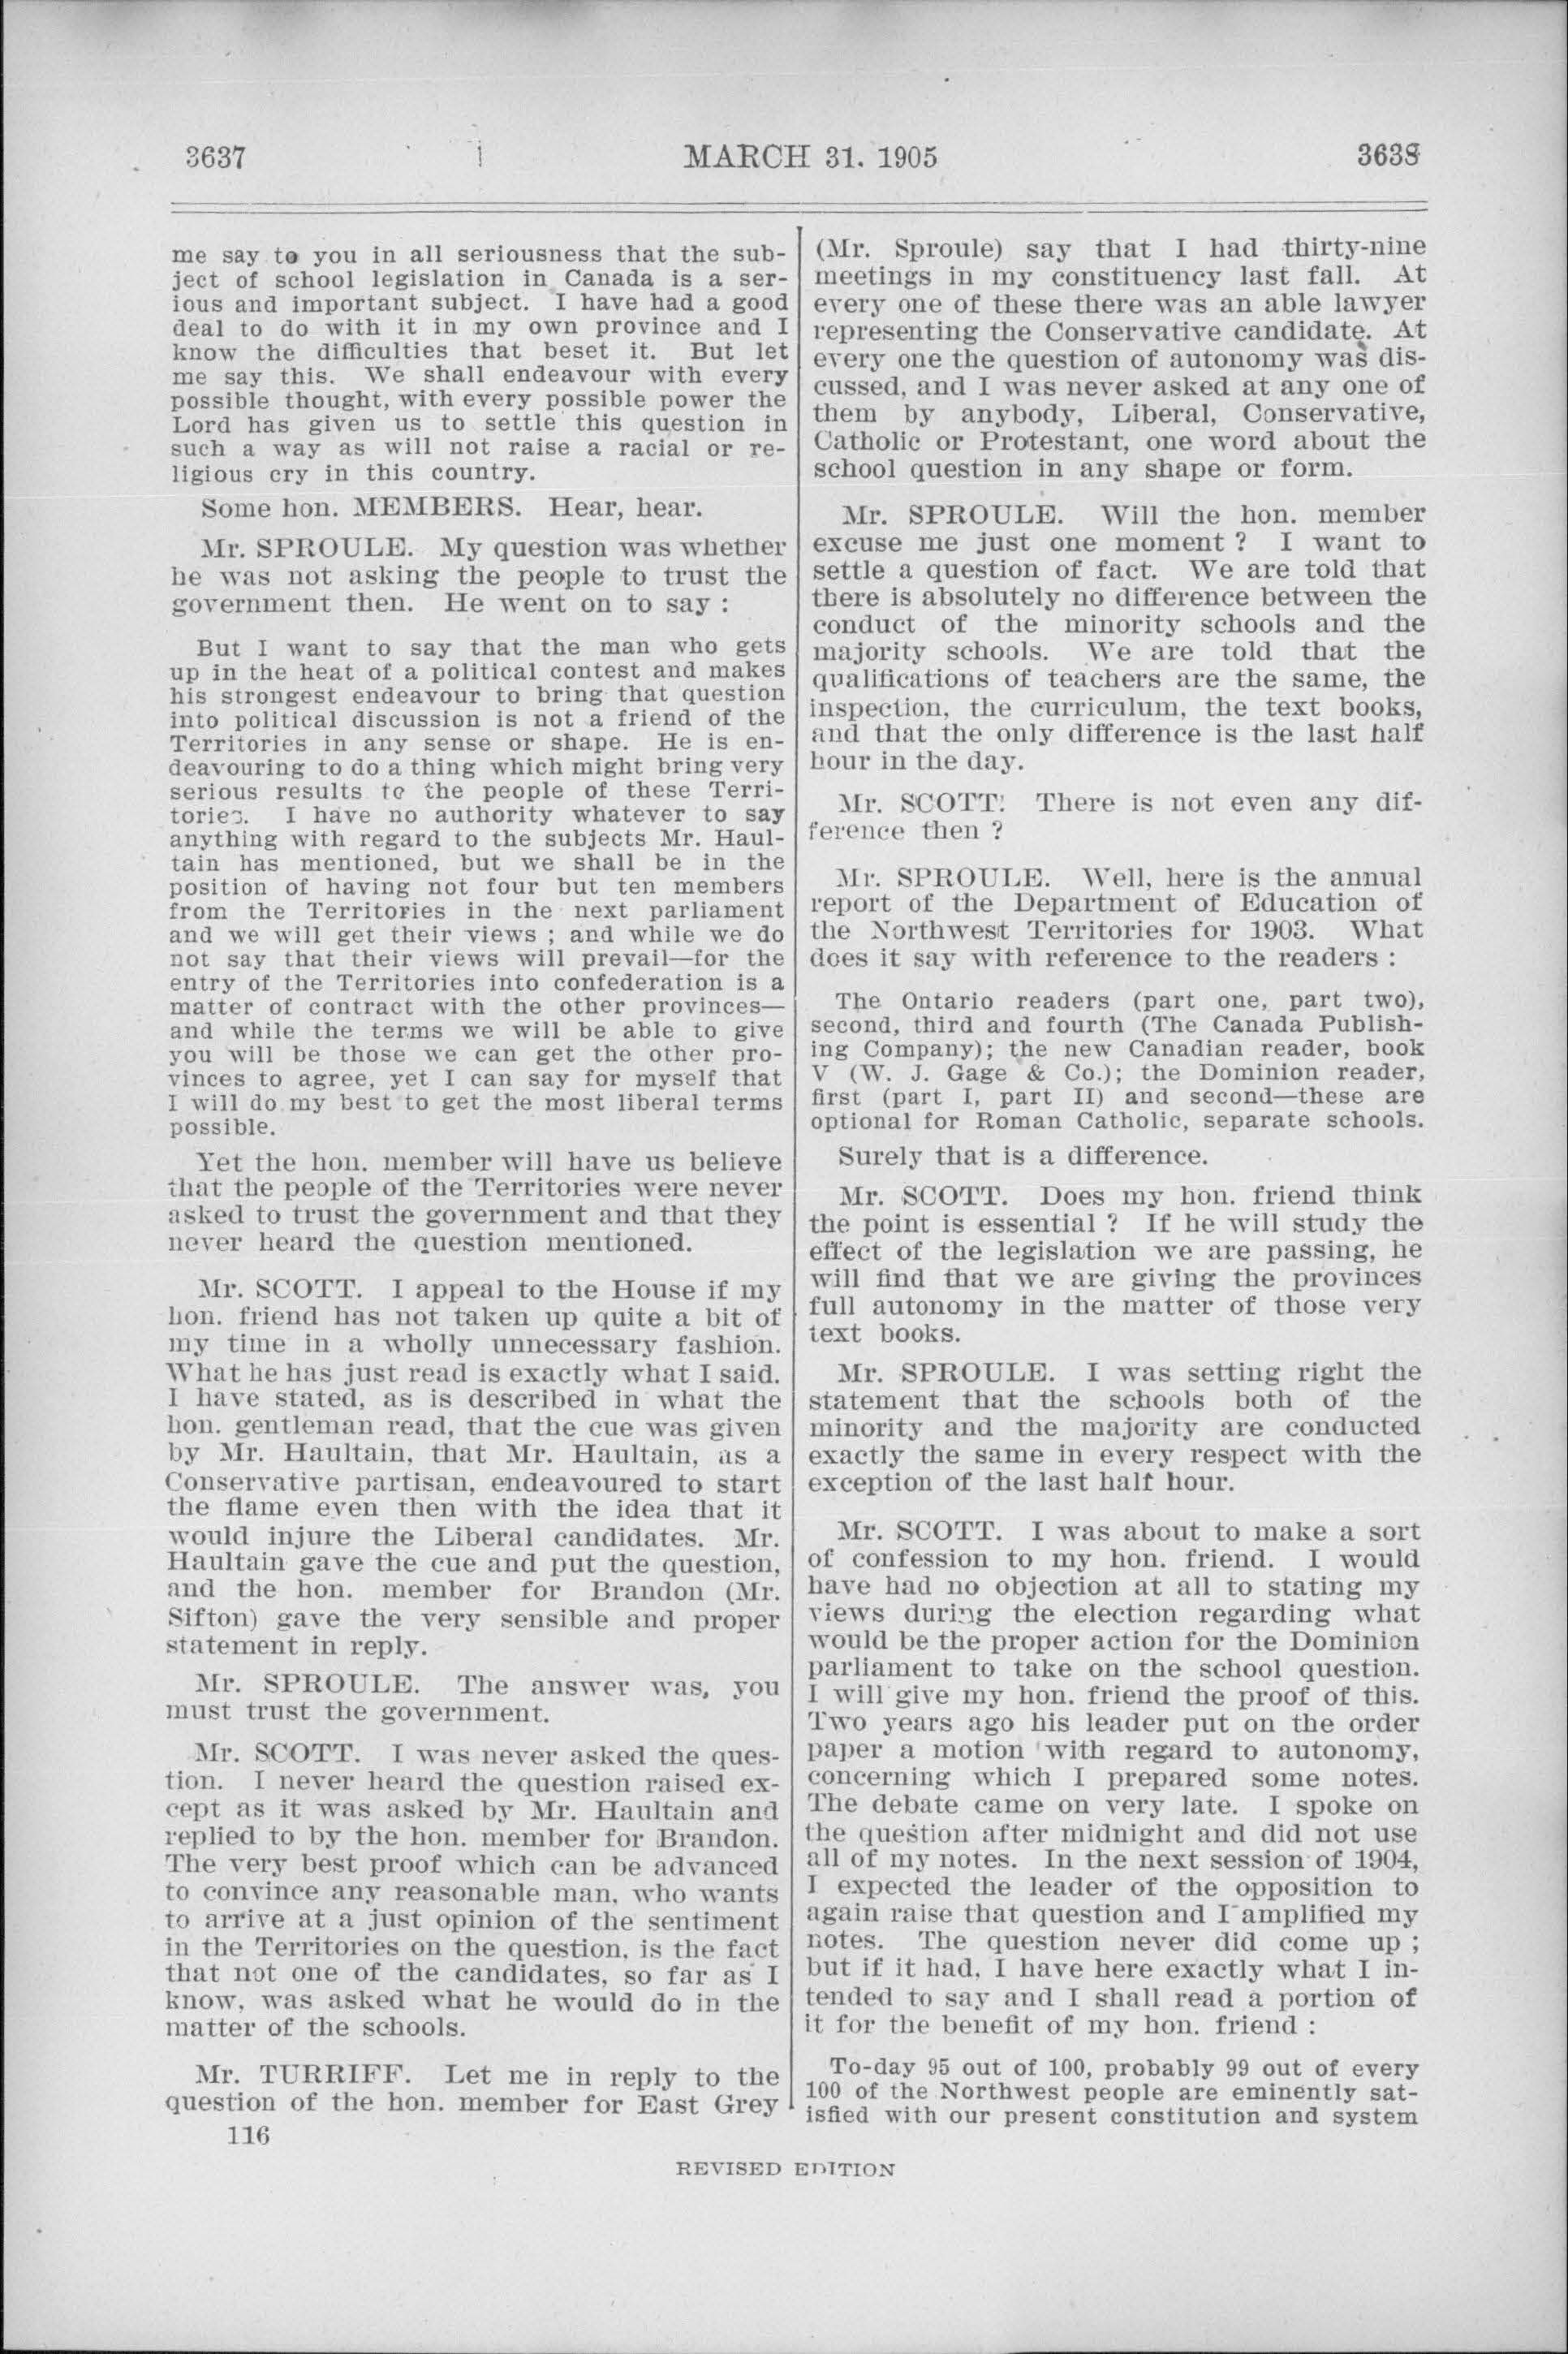 3637
MARCH 31. 1905
3638
me say to you in all seriousness that the sub-
ject of school legislation in Canada is a ser-
ious and important subject. I have had a good
deal to do with it in my own province and I
know the difficulties that beset it. But let
me say this. We shall endeavour with every
possible thought, with every possible power the
Lord has given us to settle this question in
such a way as will not raise a racial or re-
ligious cry in this country.
Some hon. MEMBERS. Hear, hear.
Mr. SPROULE. My question was whether
he was not asking the people to trust the
government then. He went on to say :
But I want to say that the man who gets
up in the heat of a political contest and makes
his strongest endeavour to bring that question
into political discussion is not a friend of the
Territories in any sense or shape. He is en-
deavouring to do a thing which might bring very
serious results to the people of these Terri-
tories. I have no authority whatever to say
anything with regard to the subjects Mr. Haul-
tain has mentioned, but we shall be in the
position of having not four but ten members
from the Territories in the next parliament
and we will get their views ; and while we do
not say that their views will prevail—for the
entry of the Territories into confederation is a
matter of contract with the other provinces—
and while the terms we will be able to give
you will be those we can get the other pro-
vinces to agree, yet I can say for myself that
I will do my best to get the most liberal terms
possible.
Yet the hon. member will have us believe
that the people of the Territories were never
asked to trust the government and that they
never heard the question mentioned.
Mr. SCOTT. I appeal to the House if my
hon. friend has not taken up quite a bit of
my time in a wholly unnecessary fashion.
What he has just read is exactly what I said.
I have stated, as is described in what the
hon. gentleman read, that the cue was given
by Mr. Haultain, that Mr. Haultain, as a
Conservative partisan, endeavoured to start
the flame even then with the idea that it
would injure the Liberal candidates. Mr.
Haultain gave the cue and put the question,
and the hon. member for Brandon (Mr.
Sifton) gave the very sensible and proper
statement in reply.
Mr. SPROULE. The answer was, you
must trust the government.
Mr. SCOTT. I was never asked the ques-
tion. I never heard the question raised ex-
cept as it was asked by Mr. Haultain and
replied to by the hon. member for Brandon.
The very best proof which can be advanced
to convince any reasonable man, who wants
to arrive at a just opinion of the sentiment
in the Territories on the question, is the fact
that not one of the candidates, so far as I
know, was asked what he would do in the
matter of the schools.
Mr. TURRIFF. Let me in reply to the
question of the hon. member for East Grey
116
(Mr. Sproule) say that I had thirty-nine
meetings in my constituency last fall. At
every one of these there was an able lawyer
representing the Conservative candidate. At
every one the question of autonomy was dis-
cussed, and I was never asked at any one of
them by anybody, Liberal, Conservative,
Catholic or Protestant, one word about the
school question in any shape or form.
Mr. SPROULE. Will the hon. member
excuse me just one moment ? I want to
settle a question of fact. We are told that
there is absolutely no difference between the
conduct of the minority schools and the
majority schools. We are told that the
qualifications of teachers are the same, the
inspection, the curriculum, the text books,
and that the only difference is the last half
hour in the day.
Mr. SCOTT. There is not even any dif-
ference then ?
Mr. SPROULE. Well, here is the annual
report of the Department of Education of
the Northwest Territories for 1903. What
does it say with reference to the readers :
The Ontario readers (part one, part two),
second, third and fourth (The Canada Publish-
ing Company); the new Canadian reader, book
V (W. J. Gage & Co.); the Dominion reader,
first (part I, part II) and second—these are
optional for Roman Catholic, separate schools.
Surely that is a difference.
Mr. SCOTT. Does my hon. friend think
the point is essential ? If he will study the
effect of the legislation we are passing, he
will find that we are giving the provinces
full autonomy in the matter of those very
text books.
Mr. SPROULE. I was setting right the
statement that the schools both of the
minority and the majority are conducted
exactly the same in every respect with the
exception of the last half hour.
Mr. SCOTT. I was about to make a sort
of confession to my hon. friend. I would
have had no objection at all to stating my
views during the election regarding what
would be the proper action for the Dominion
parliament to take on the school question.
I will give my hon. friend the proof of this.
Two years ago his leader put on the order
paper a motion with regard to autonomy,
concerning which I prepared some notes.
The debate came on very late. I spoke on
the question after midnight and did not use
all of my notes. In the next session of 1904,
I expected the leader of the opposition to
again raise that question and I amplified my
notes. The question never did come up ;
but if it had, I have here exactly what I in-
tended to say and I shall read a portion of
it for the benefit of my hon. friend :
To-day 95 out of 100, probably 99 out of every
100 of the Northwest people are eminently sat-
isfied with our present constitution and system
REVISED EDITION